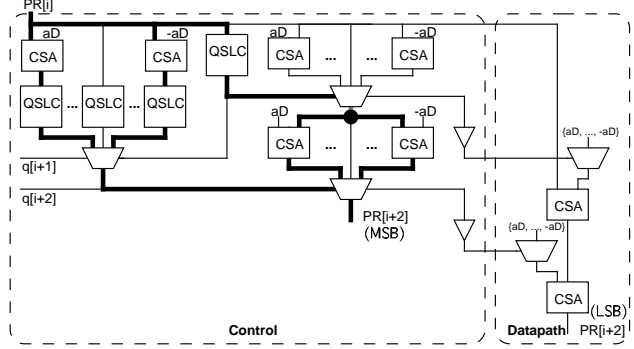 PR[i]
aD
-aD
aD
-aD
CSA
CSA
QSLC
CSA
...
...
CSA
QSLC
...
QSLC
...
QSLC
aD
-aD
{aD, ..., -aD}
CSA
...
...
CSA
q[i+1]
q[i+2]
CSA
PR[i+2]
(MSB)
{aD, ..., -aD}
CSA
(LSB)
Control
Datapath
PR[i+2]